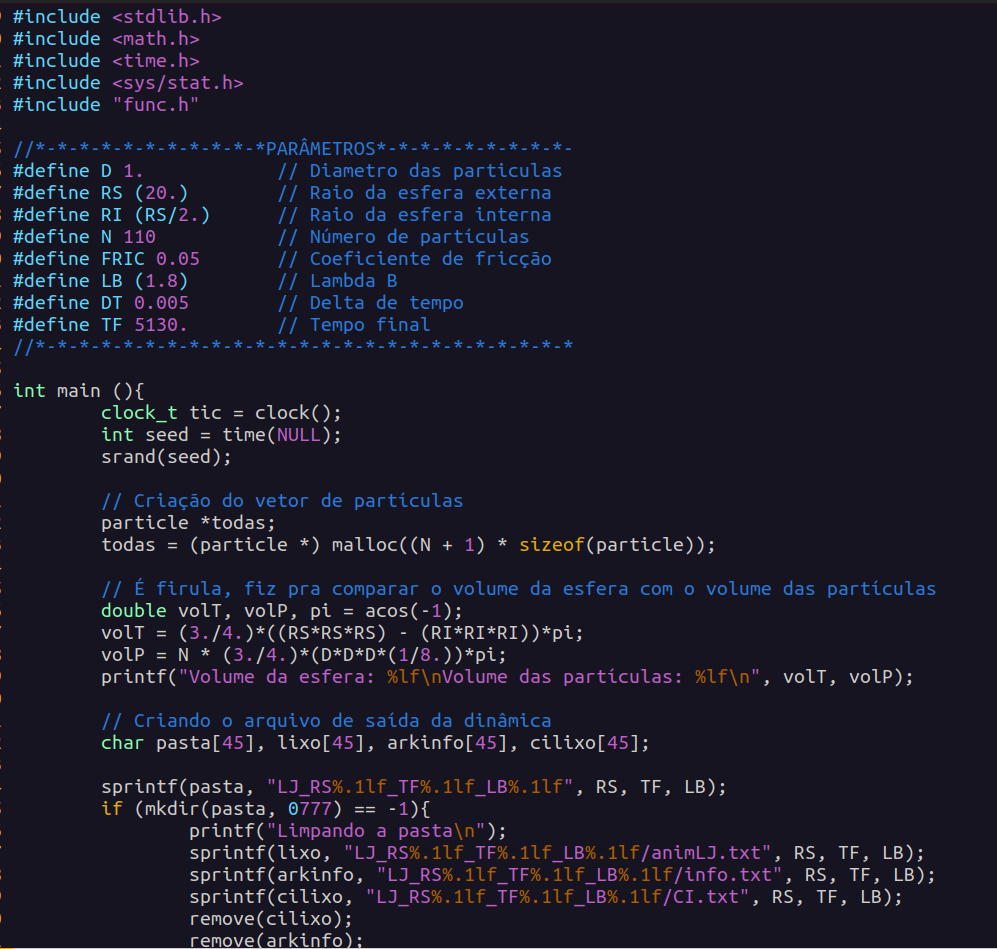 #include <stdlib.h>
#include <math.h>
#include <time.h>
#include <sys/stat.h>
#include "func.h"
//*-*-*-*-*-*-*-*-*-*-*-*PARÂMETROS*-*-*-*-*-*-*-*-*-
#define D 1. // Diametro das particulas
#define RS (20.) // Raio da esfera externa
#define RI (RS/2.) // Raio da esfera interna
#define N 110 // Número de partículas
#define FRIC 0.05 // Coeficiente de fricção
#define LB (1.8) // Lambda B
#define DT 0.005 // Delta de tempo
#define TF 5130. // Tempo final
//*-*-*-*-*-*-*-*-*-*-*-*-*-*-*-*-*-*-*-*-*-*-*-*-*-*
int main (){
clock_t tic = clock();
int seed = time(NULL);
srand(seed);
// Criação do vetor de partículas
particle *todas;
todas = (particle *) malloc((N + 1) * sizeof(particle));
// É firula, fiz pra comparar o volume da esfera com o volume das partículas
double volT, volP, pi = acos(-1);
volT = (3./4.)*((RS*RS*RS) - (RI*RI*RI))*pi;
volP = N * (3./4.)*(D*D*D*(1/8.))*pi;
printf("Volume da esfera: %lf\nVolume das partículas: %lf\n", volT, volP);
// Criando o arquivo de saída da dinâmica
char pasta[45], lixo[45], arkinfo[45], cilixo[45];
sprintf(pasta, "LJ_RS%.1lf_TF%.1lf_LB%.1lf", RS, TF, LB);
if (mkdir(pasta, 0777) == -1){
printf("Limpando a pasta\n");
sprintf(lixo, "LJ_RS%.1lf_TF%.1lf_LB%.1lf/animLJ.txt", RS, TF, LB);
sprintf(arkinfo, "LJ_RS%.1lf_TF%.1lf_LB%.1lf/info.txt", RS, TF, LB);
sprintf(cilixo, "LJ_RS%.1lf_TF%.1lf_LB%.1lf/CI.txt", RS, TF, LB);
remove(cilixo);
remove(arkinfo);